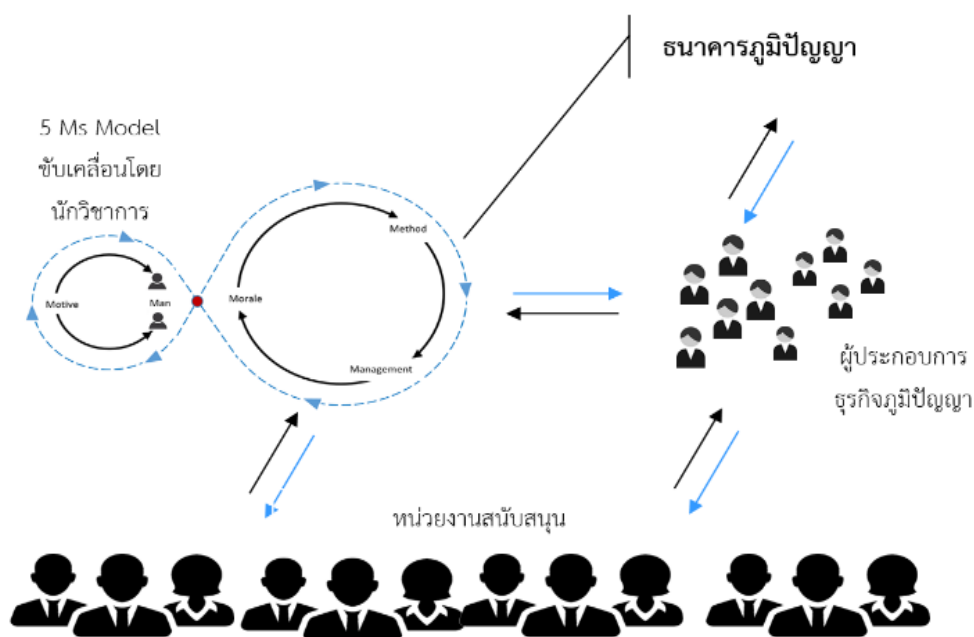 ธนาคารภูมิปัญญา
5 Ms Model
ขับเคลื่อนโดย
นักวิชาการ
Method
Motive
Man
Morale
Management
ผู้ประกอบการ
ธุรกิจภูมิปัญญา
หน่วยงานสนับสนุน